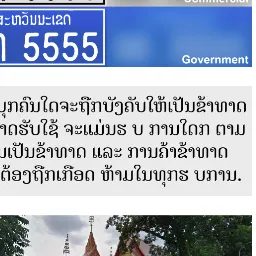 Commercial
ະຫວັນນະເຂດ
5555
Government
ບຸກຄົນໃດຈະຖືກບັງຄັບໃຫ້ເປັນຂ້າທາດ
າດຮັບໃຊ້ ຈະແມ່ນຮ ບ ການໃດກ ຕາມ
ເປັນຂ້າທາດ ແລະ ການຄ້າຂ້າທາດ
ຕ້ອງຖືກເກືອດ ຫ້າມໃນທຸກຮ ບການ.